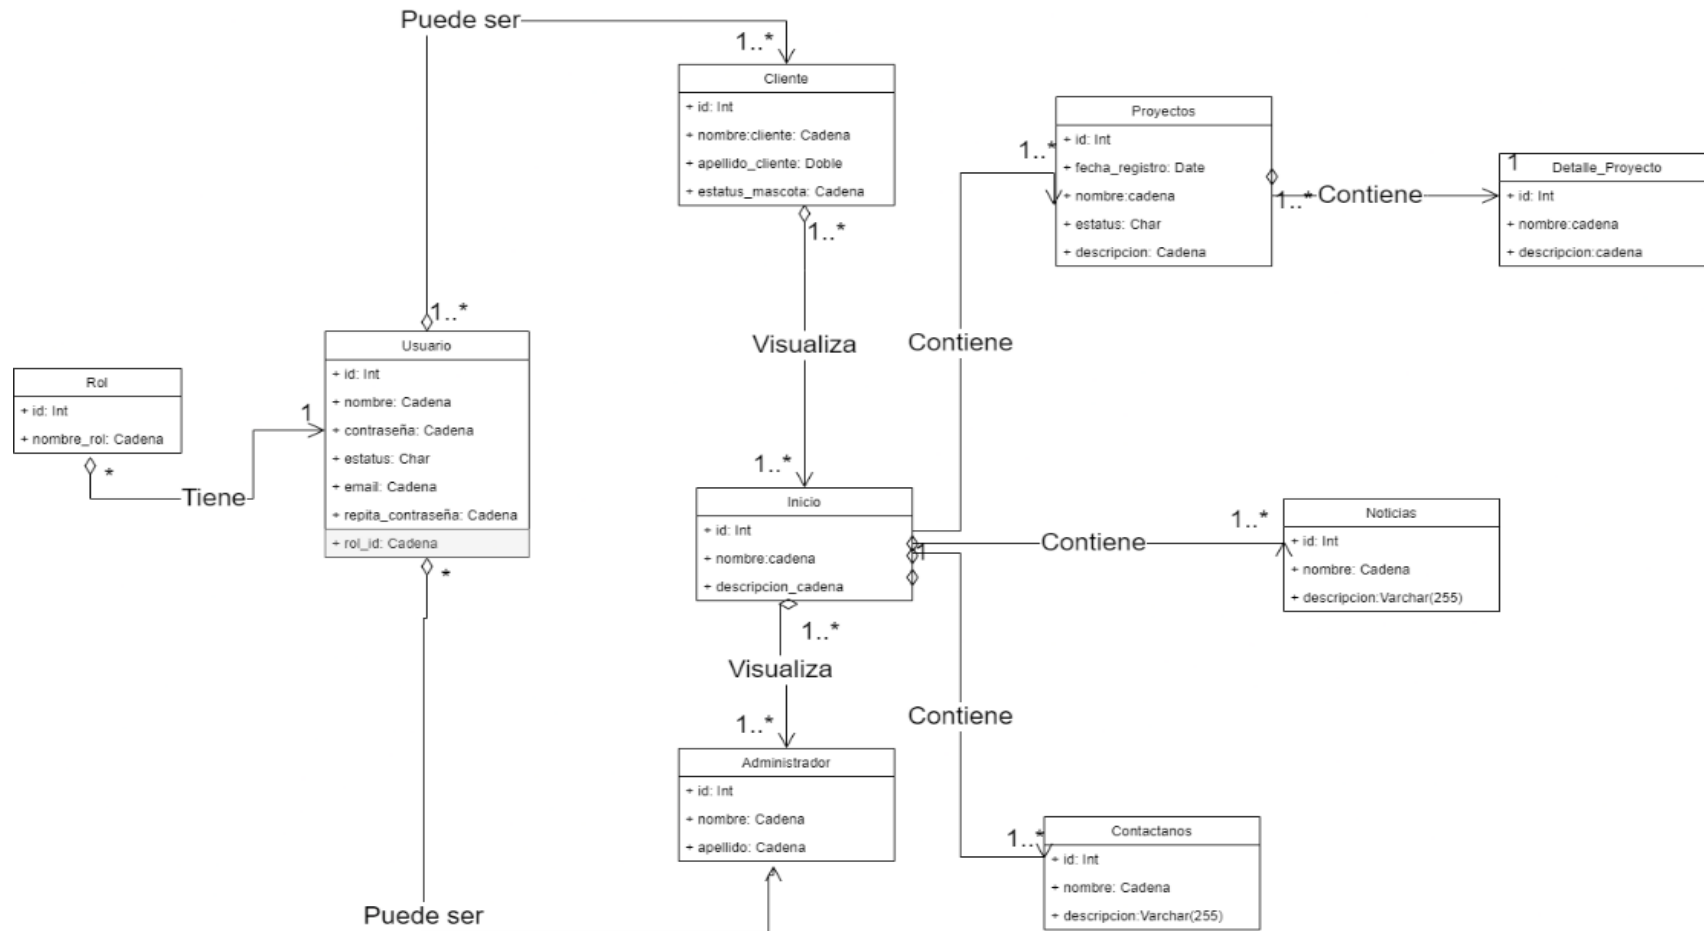 Puede ser
1..*
Cliente
+ id: Int
+ nombre:cliente: Cadena
+ apellido_cliente: Doble
+ estatus_mascota: Cadena
1..*
Proyectos
+ id: Int
+ fecha_registro: Date
+ nombre:cadena
+ estatus: Char
+ descripcion: Cadena
1..*
1..*
Contiene
1
Detalle_Proyecto
+ id: Int
+ nombre:cadena
+ descripcion:cadena
1..*
Usuario
+ id: Int
+ nombre: Cadena
+ contraseña: Cadena
+ estatus: Char
+ email: Cadena
+ repita_contraseña: Cadena
+ rol_id: Cadena
*
Rol
+ id: Int
+ nombre_rol: Cadena
*
Tiene
1
Visualiza
Contiene
1..*
Inicio
+ id: Int
+ nombre:cadena
+ descripcion_cadena
1
1..*
Contiene
1..*
Noticias
+ id: Int
+ nombre: Cadena
+ descripcion:Varchar(255)
Visualiza
1..*
Contiene
Administrador
+ id: Int
+ nombre: Cadena
+ apellido: Cadena
1..*
Contactanos
+ id: Int
+ nombre: Cadena
+ descripcion:Varchar(255)
Puede ser